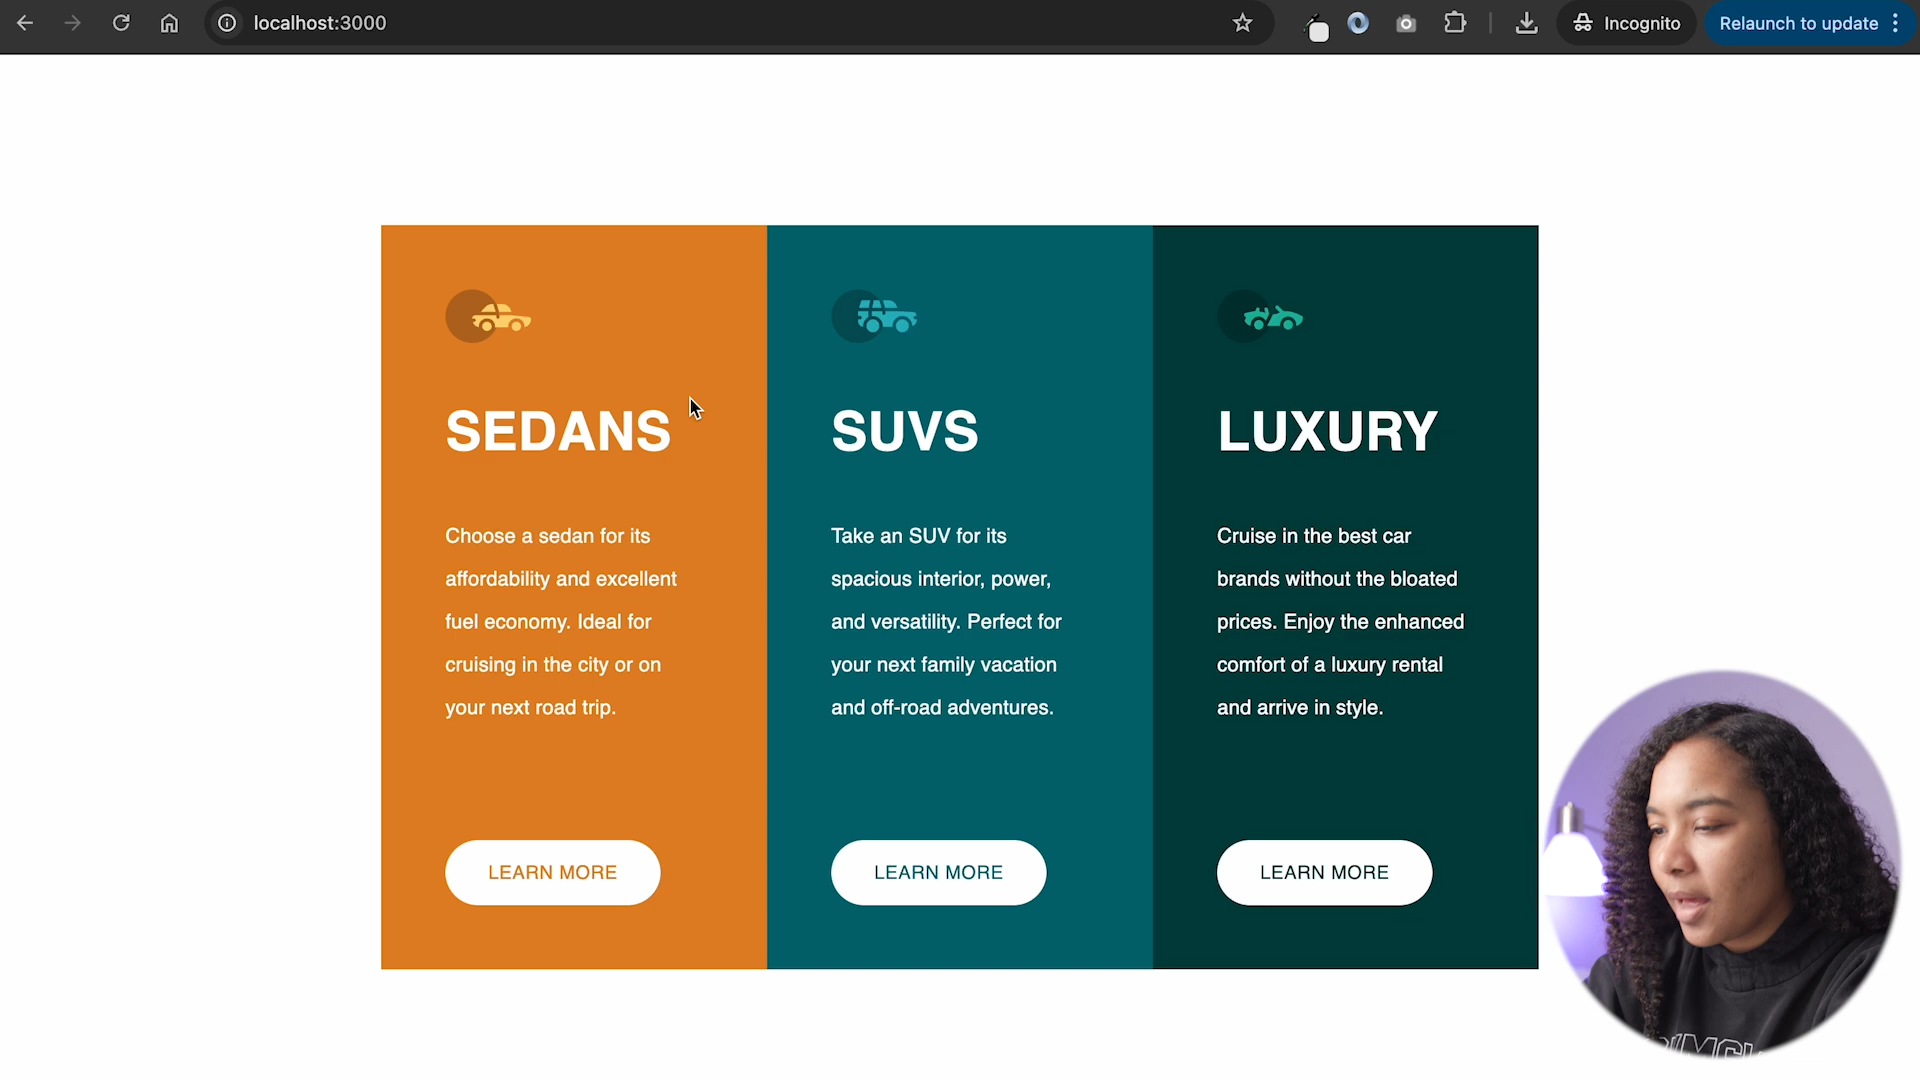 localhost:3000
Incognito
Relaunch to update
SEDANS
Choose a sedan for its
affordability and excellent
fuel economy. Ideal for
cruising in the city or on
your next road trip.
LEARN MORE
SUVS
Take an SUV for its
spacious interior, power,
and versatility. Perfect for
your next family vacation
and off-road adventures.
LEARN MORE
LUXURY
Cruise in the best car
brands without the bloated
prices. Enjoy the enhanced
comfort of a luxury rental
and arrive in style.
LEARN MORE